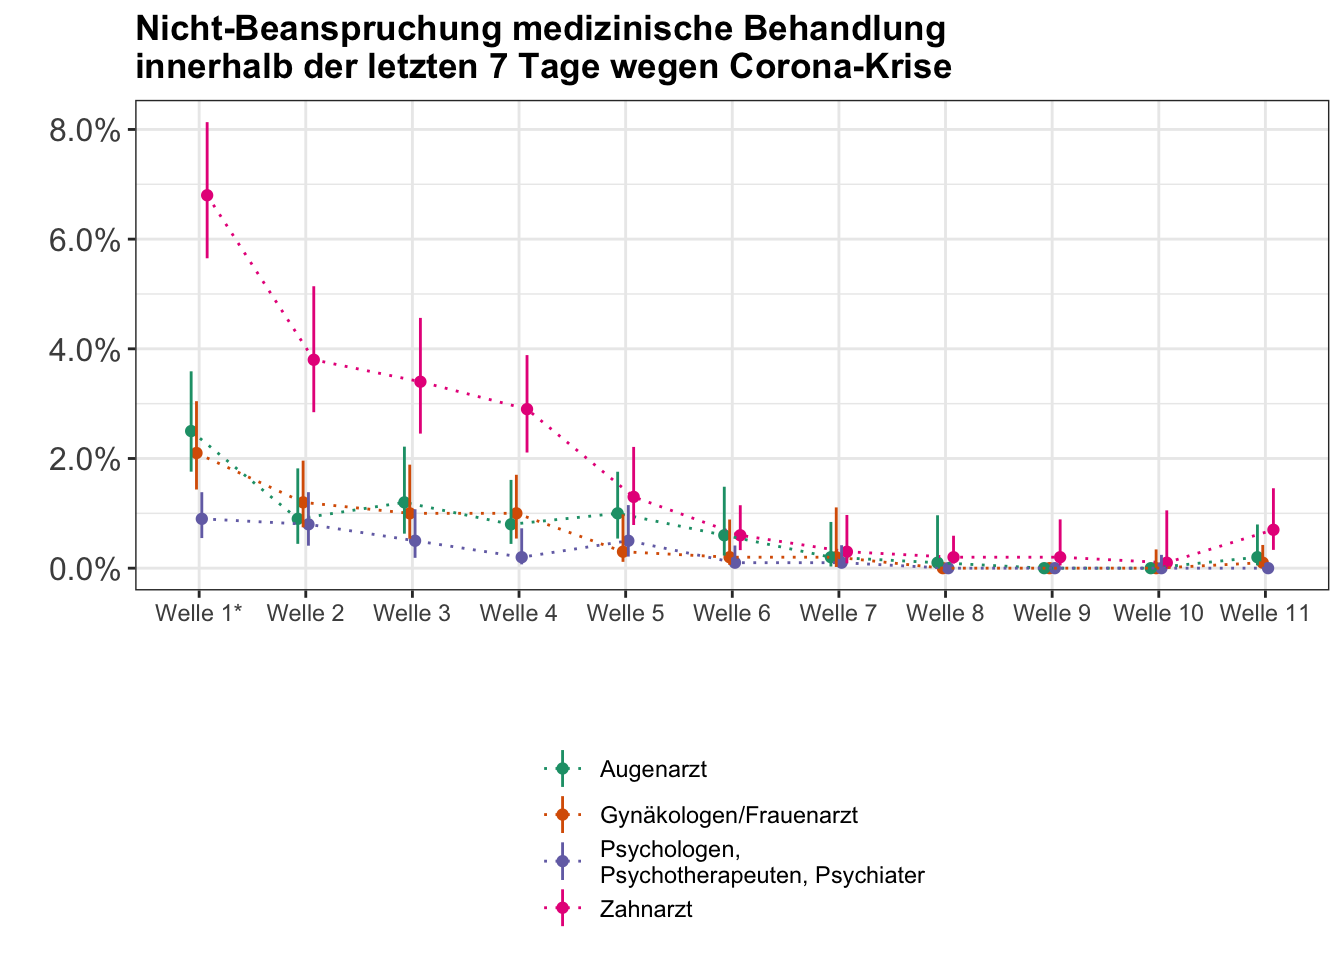 Nicht-Beanspruchung medizinische Behandlung
innerhalb der letzten 7 Tage wegen Corona-Krise
8.0%
6.0%
4.0%
2.0%
0.0%
Welle 1* Welle 2 Welle 3 Welle 4 Welle 5 Welle 6 Welle 7 Welle 8 Welle 9 Welle 10 Welle 11
Augenarzt
Gynäkologen/Frauenarzt
Psychologen,
Psychotherapeuten, Psychiater
Zahnarzt